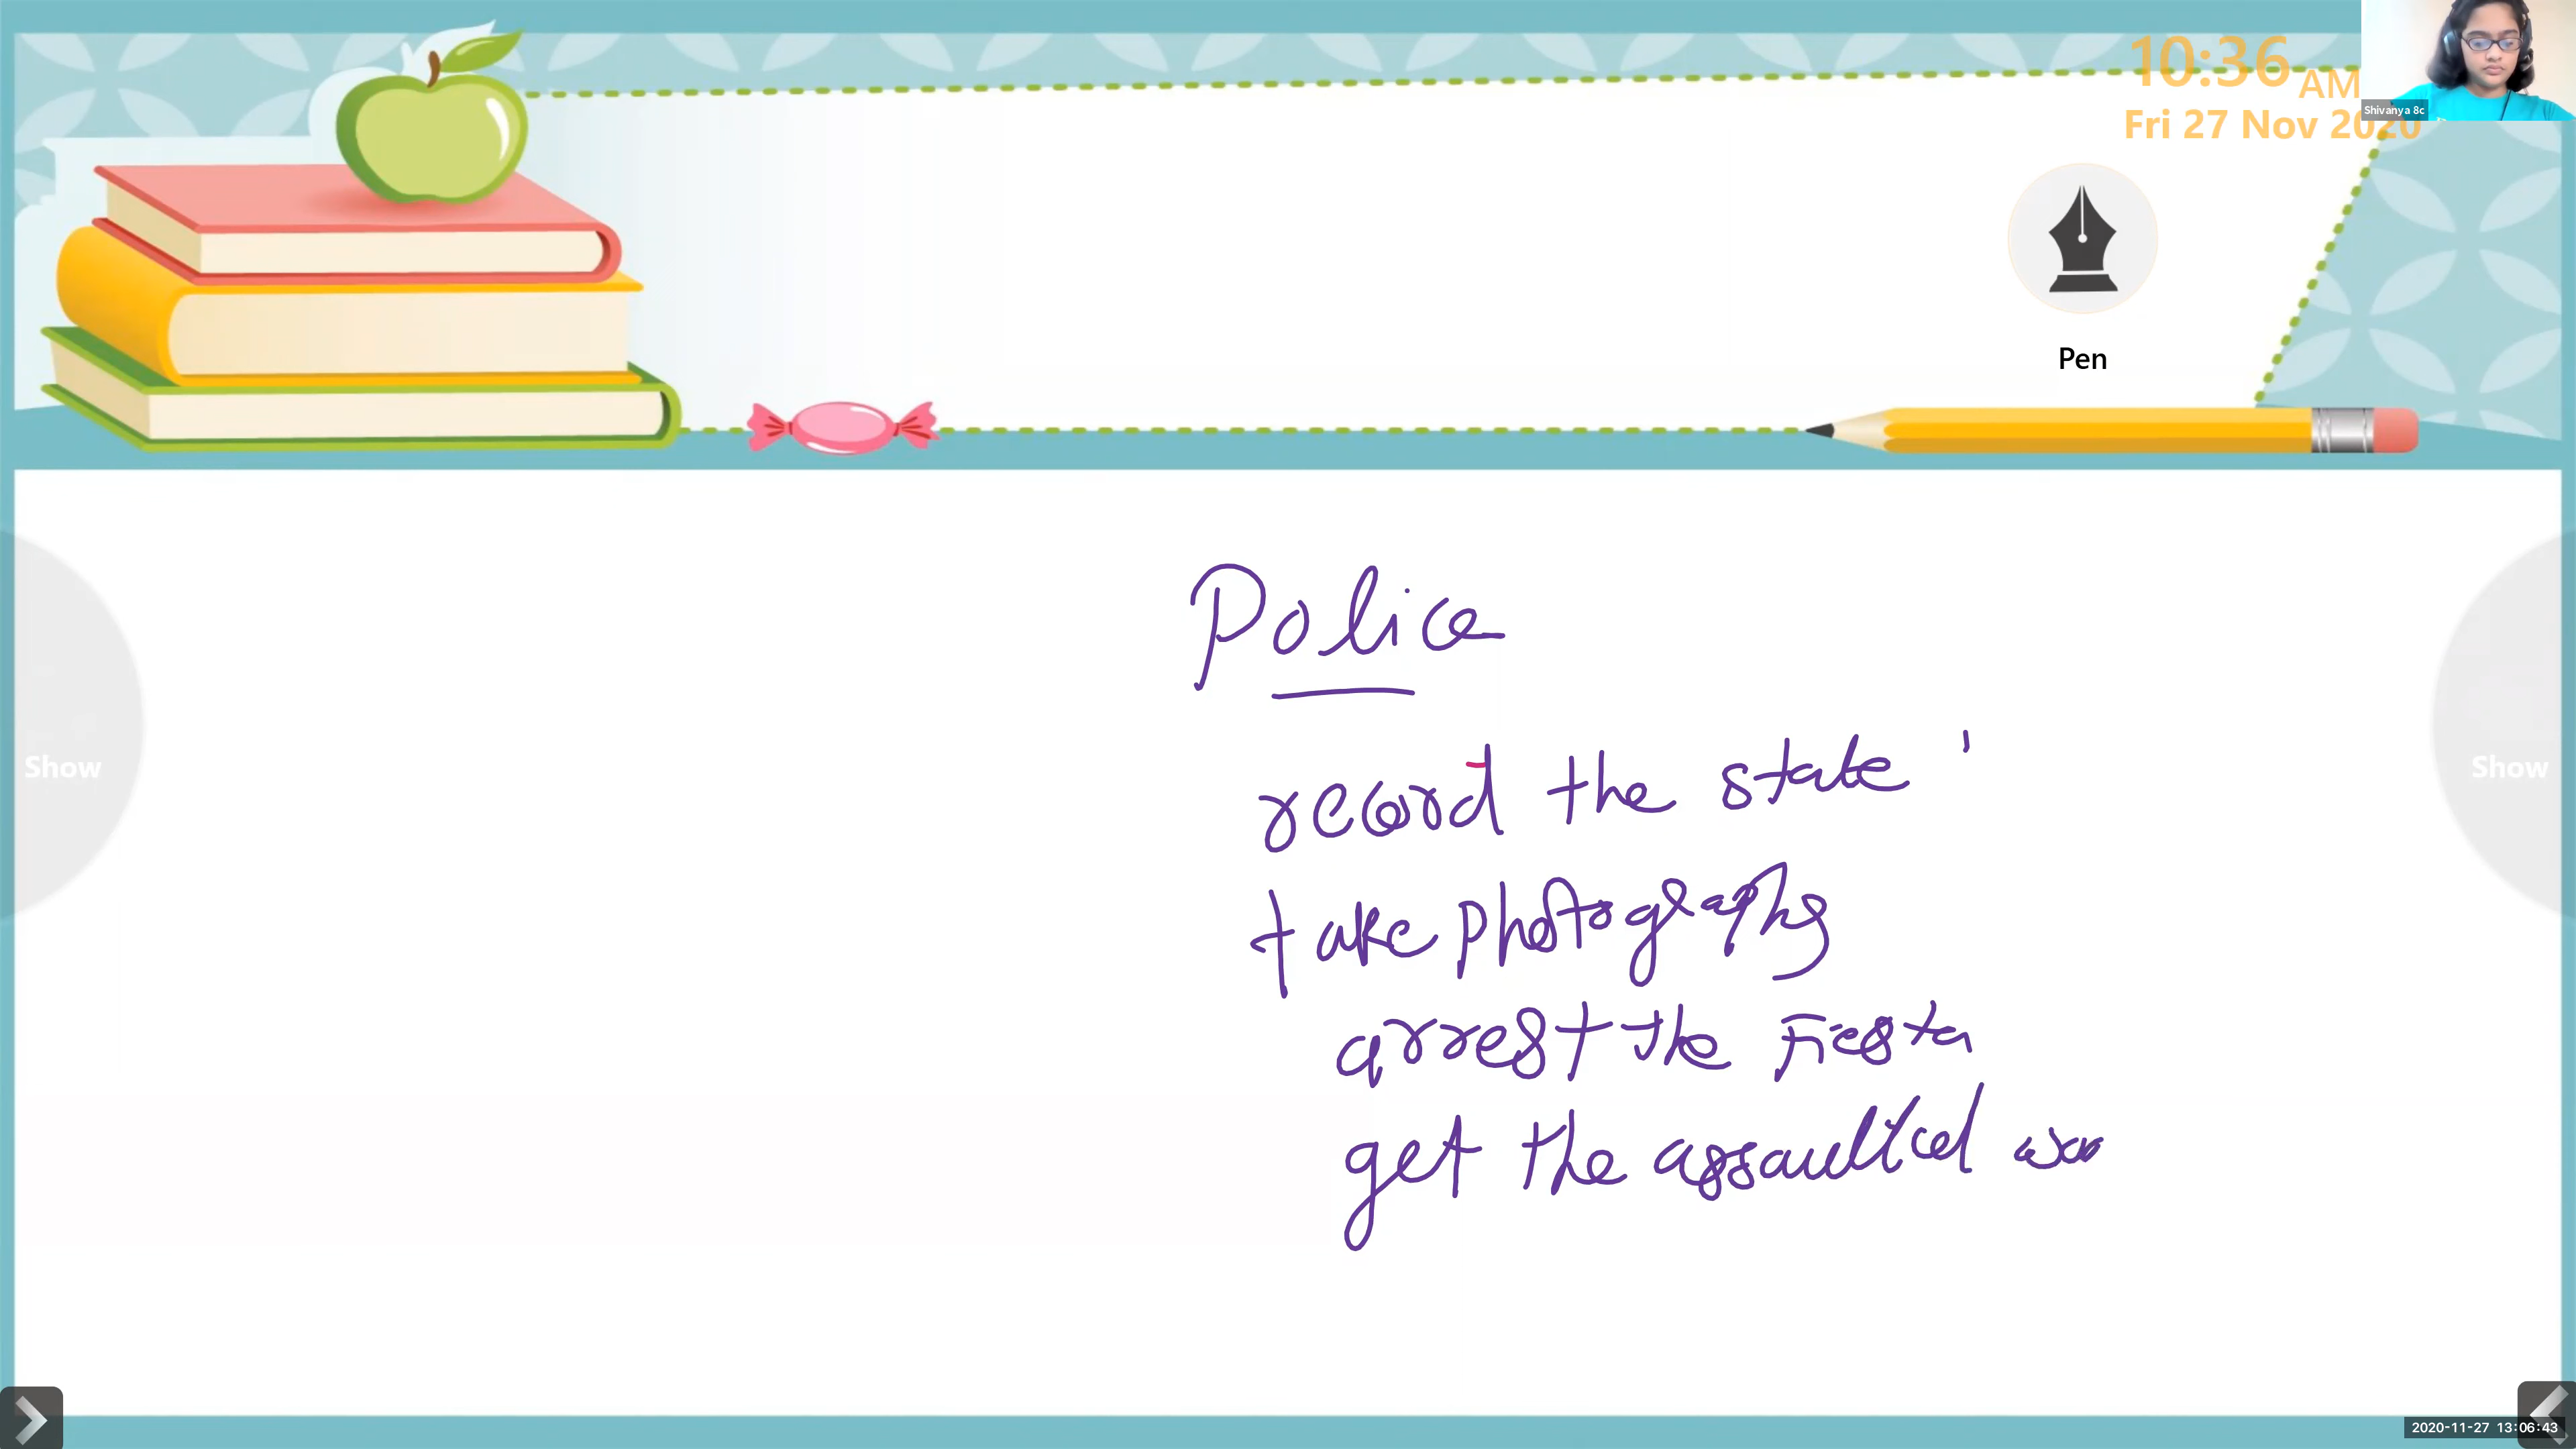 10:36 AM
Fri 27 Nov 2020
Shivanya 8c
Pen
Police
record the state
take photographs
arrest the Fiesta
get the assaulted
Show
Show
2020-11-27 13:06:43